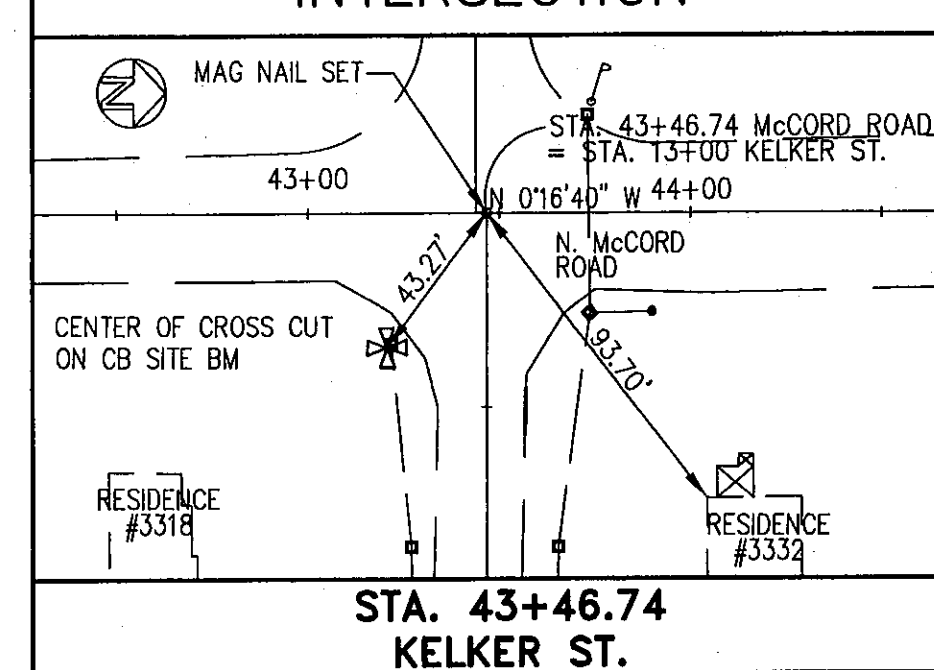 INTERSECTION
N
MAG NAIL SET
STA. 43+46.74 McCORD ROAD
= STA. 13+00 KELKER ST.
43+00
N 0°16'40" W
44+00
N. McCORD
ROAD
43.27'
93.70'
CENTER OF CROSS CUT
ON CB SITE BM
RESIDENCE
#3318
RESIDENCE
#3332
STA. 43+46.74
KELKER ST.